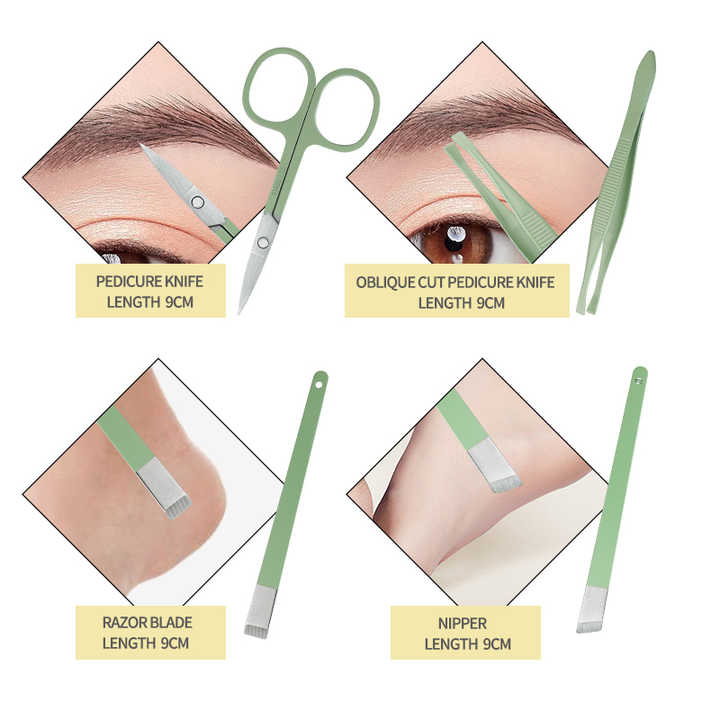 PEDICURE KNIFE
LENGTH 9CM
OBLIQUE CUT PEDICURE KNIFE
LENGTH 9CM
RAZOR BLADE
LENGTH 9CM
NIPPER
LENGTH 9CM